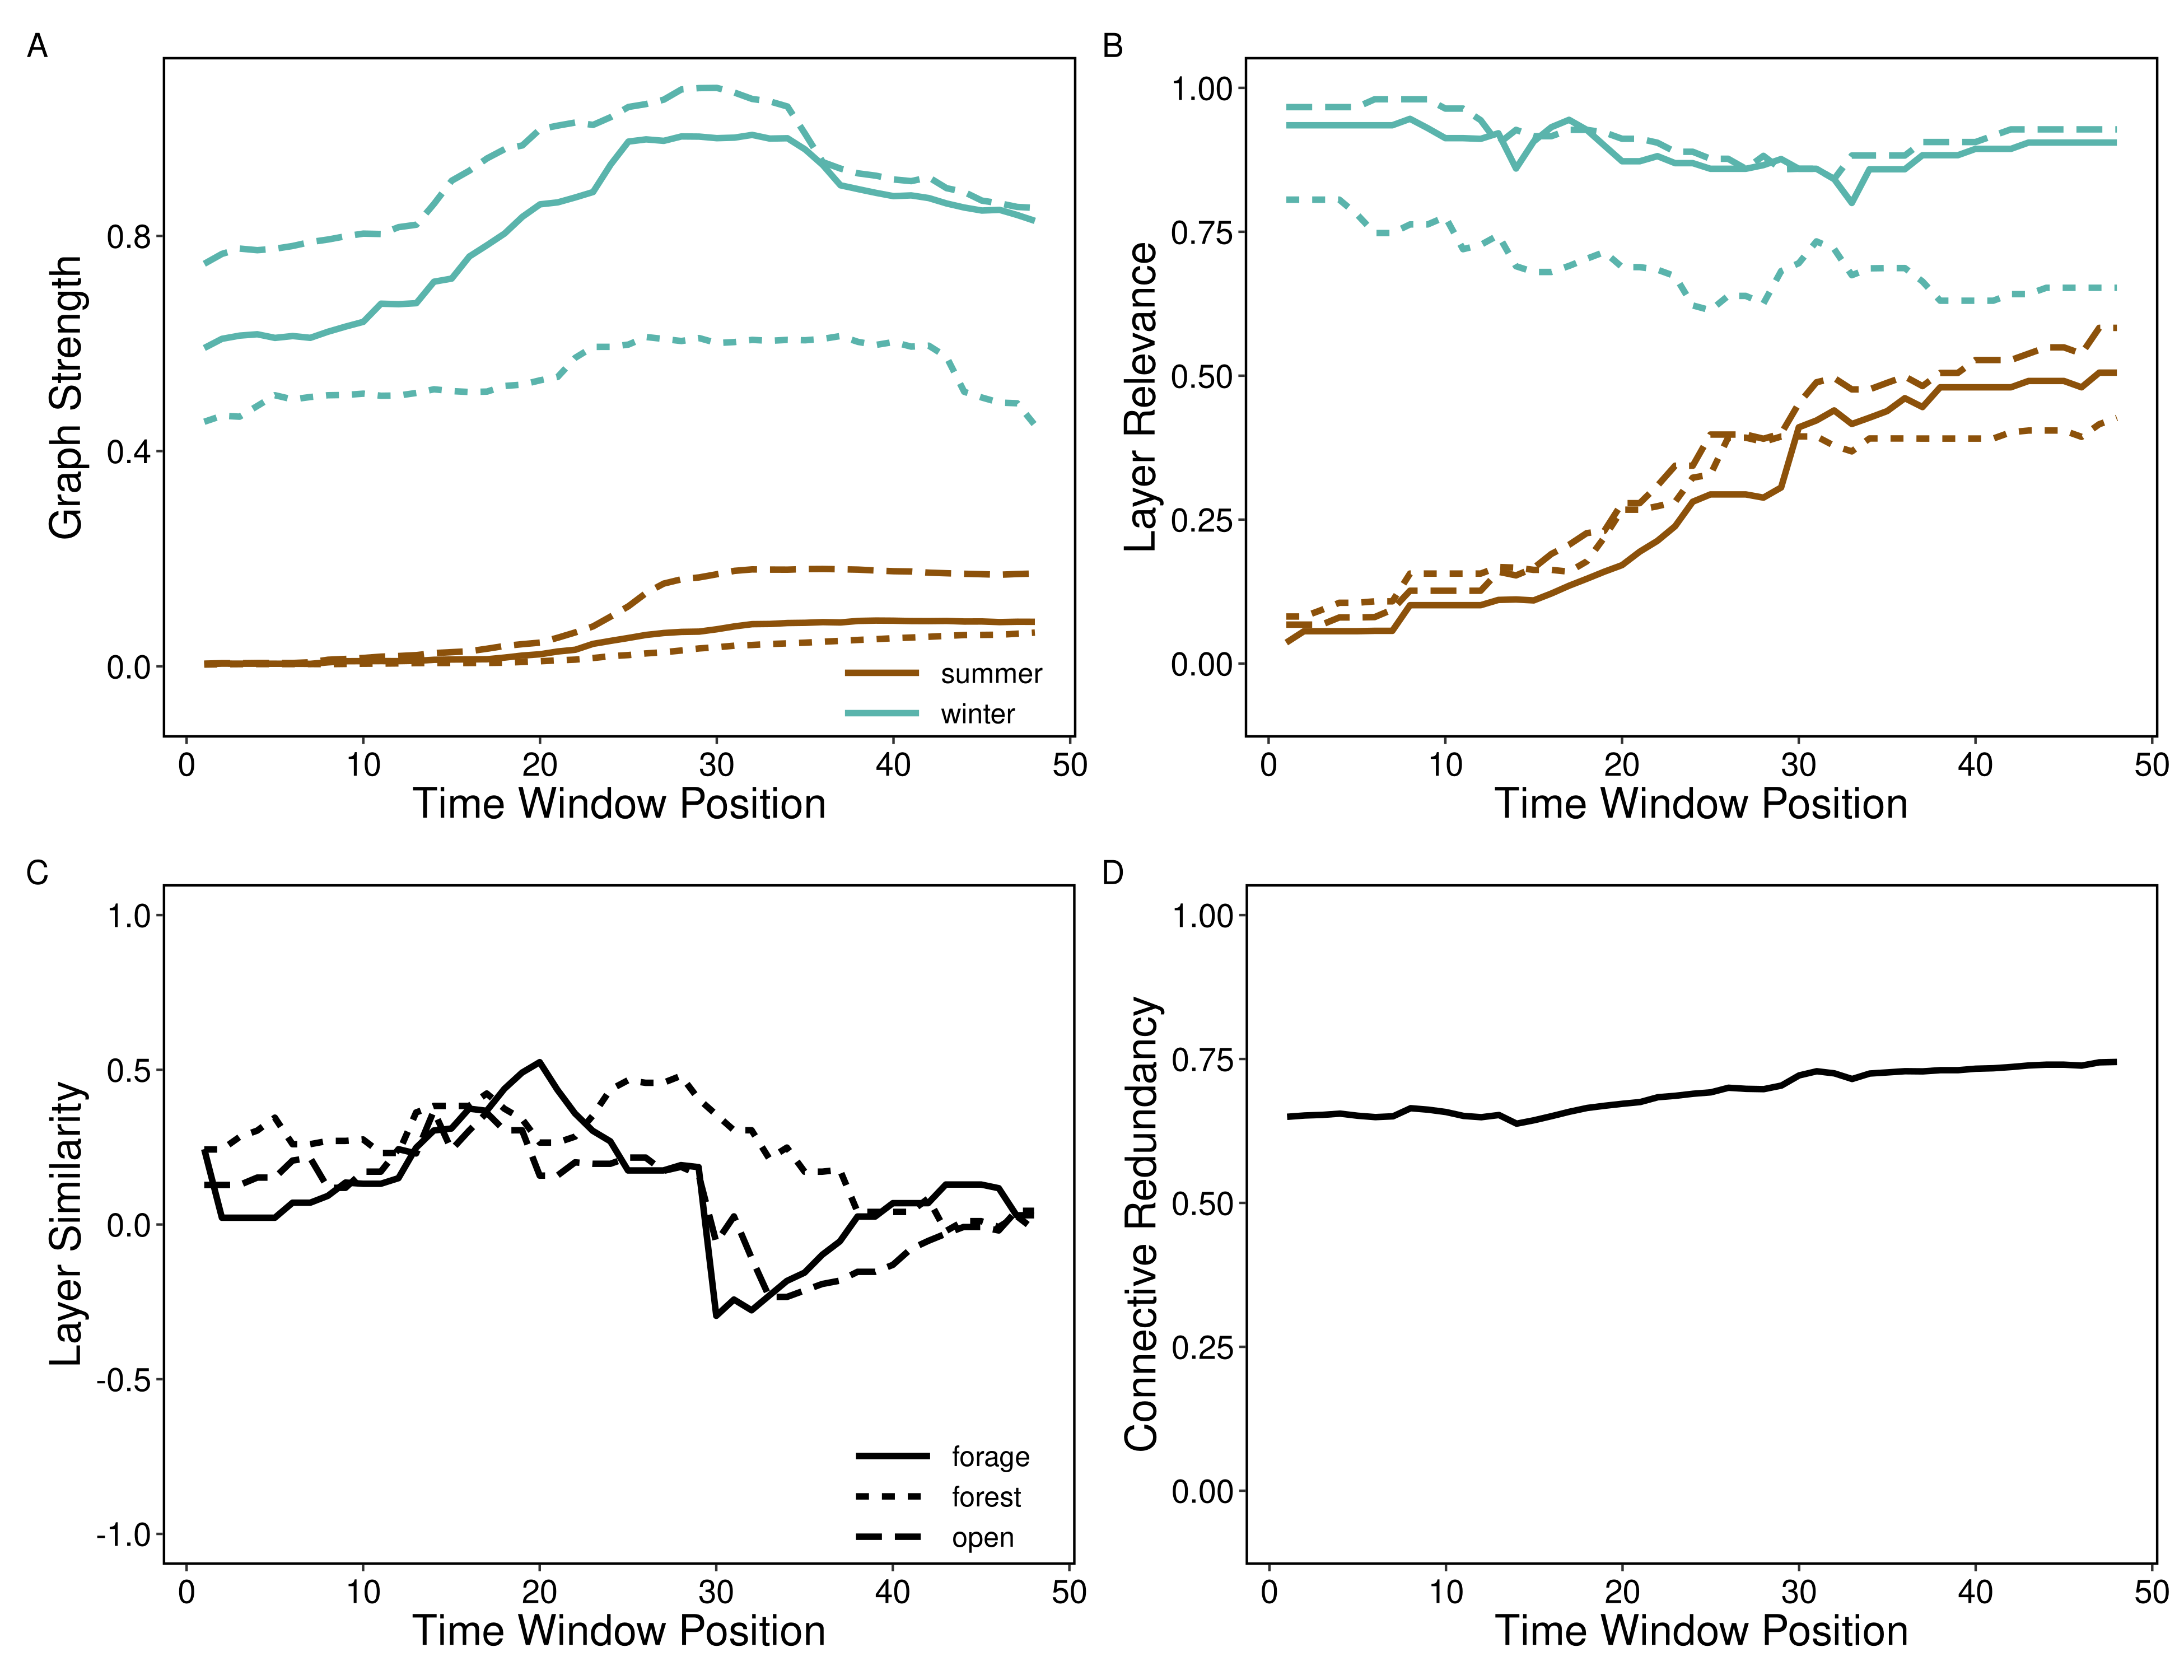 A
Graph Strength
0.8
0.4
0.0
summer
winter
0 10 20 30 40 50
Time Window Position
B
Layer Relevance
1.00
0.75
0.50
0.25
0.00
0 10 20 30 40 50
Time Window Position
C
Layer Similarity
1.0
0.5
0.0
-0.5
-1.0
forage
forest
open
0 10 20 30 40 50
Time Window Position
D
Connective Redundancy
1.00
0.75
0.50
0.25
0.00
0 10 20 30 40 50
Time Window Position